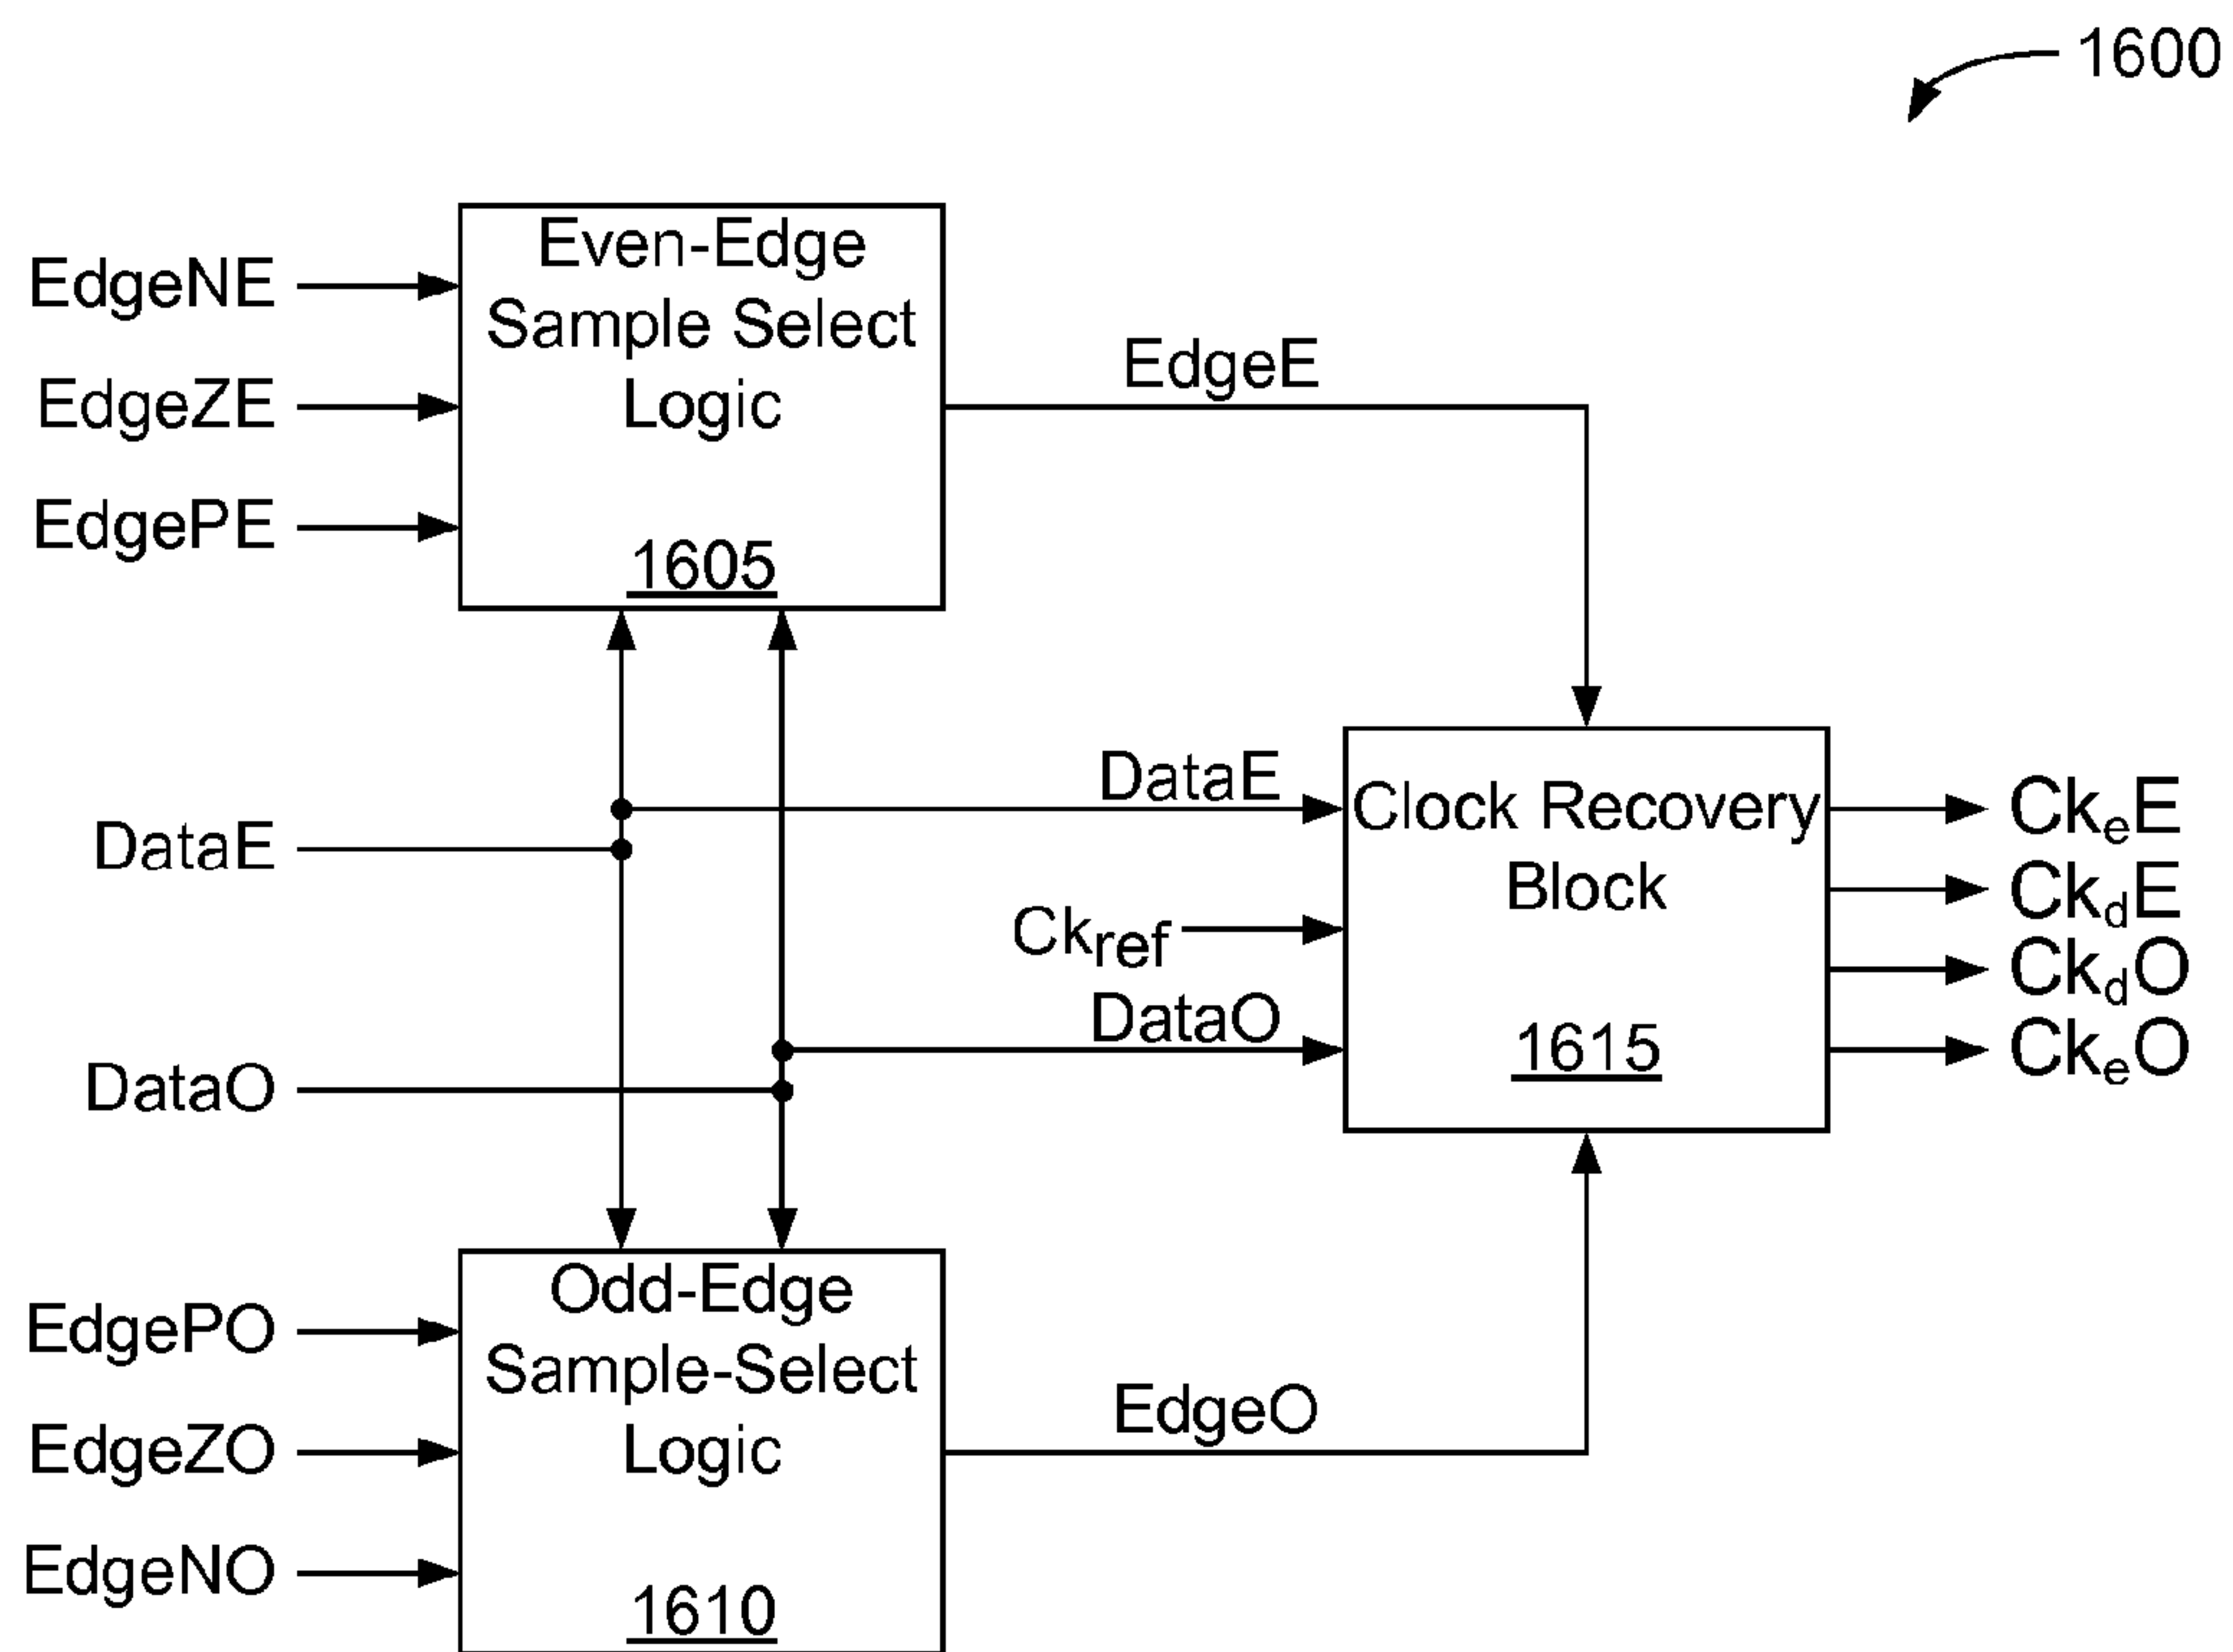 1600
Even-Edge
Sample Select
Logic
1605
EdgeNE
EdgeZE
EdgePE
EdgeE
DataE
DataO
DataE
Ckref
DataO
Clock Recovery
Block
1615
CkeE
CkdE
CkdO
CkeO
Odd-Edge
Sample-Select
Logic
1610
EdgePO
EdgeZO
EdgeNO
EdgeO